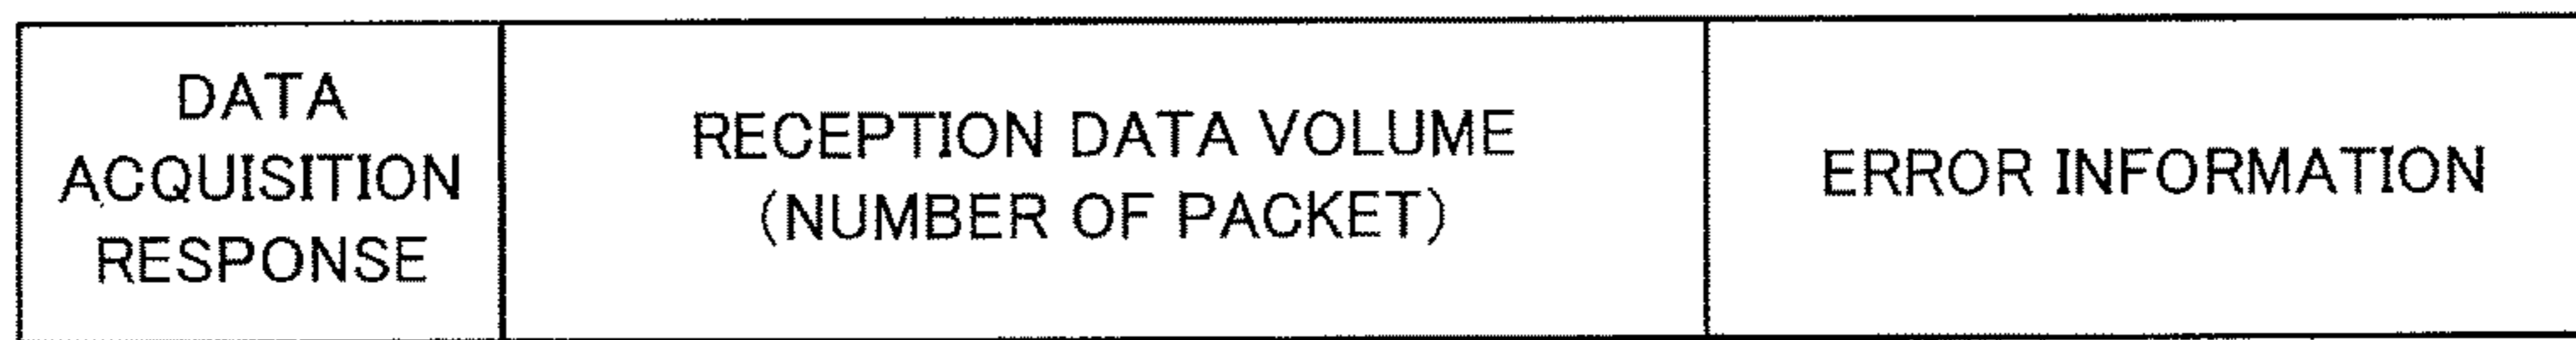 DATA
ACQUISITION
RESPONSE
RECEPTION DATA VOLUME
(NUMBER OF PACKET)
ERROR INFORMATION